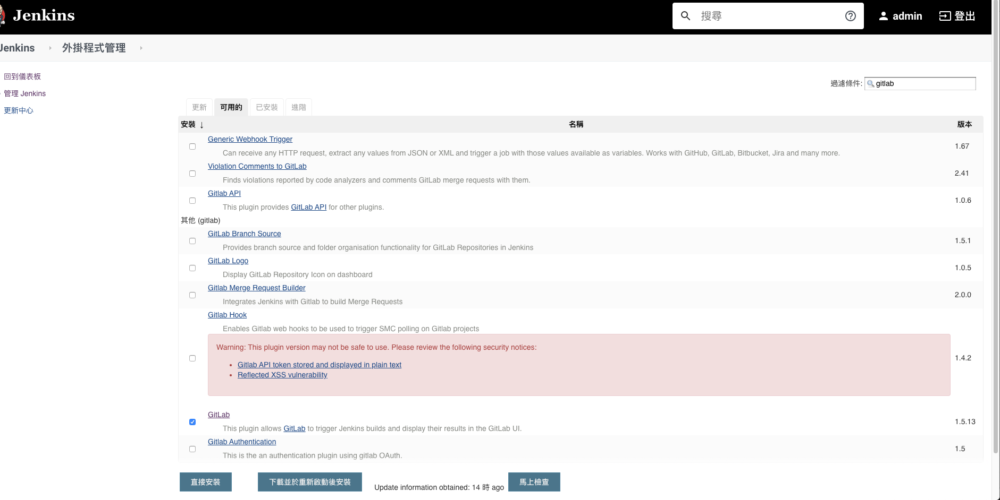 Jenkins
搜尋
admin
登出
Jenkins
外掛程式管理
回到儀表板
管理 Jenkins
更新中心
過濾條件: gitlab
更新 可用的 已安裝 進階
安裝 ↓ 名稱 版本
Generic Webhook Trigger
Can receive any HTTP request, extract any values from JSON or XML and trigger a job with those values available as variables. Works with GitHub, GitLab, Bitbucket, Jira and many more.
1.67
Violation Comments to GitLab
Finds violations reported by code analyzers and comments GitLab merge requests with them.
2.41
Gitlab API
This plugin provides GitLab API for other plugins.
1.0.6
其他 (gitlab)
GitLab Branch Source
Provides branch source and folder organisation functionality for GitLab Repositories in Jenkins
1.5.1
GitLab Logo
Display GitLab Repository Icon on dashboard
1.0.5
Gitlab Merge Request Builder
Integrates Jenkins with Gitlab to build Merge Requests
2.0.0
Gitlab Hook
Enables Gitlab web hooks to be used to trigger SMC polling on Gitlab projects
Warning: This plugin version may not be safe to use. Please review the following security notices:
• Gitlab API token stored and displayed in plain text
• Reflected XSS vulnerability
1.4.2
GitLab
This plugin allows GitLab to trigger Jenkins builds and display their results in the GitLab UI.
1.5.13
Gitlab Authentication
This is the an authentication plugin using gitlab OAuth.
1.5
直接安裝
下載並於重新啟動後安裝
Update information obtained: 14 時 ago
馬上檢查